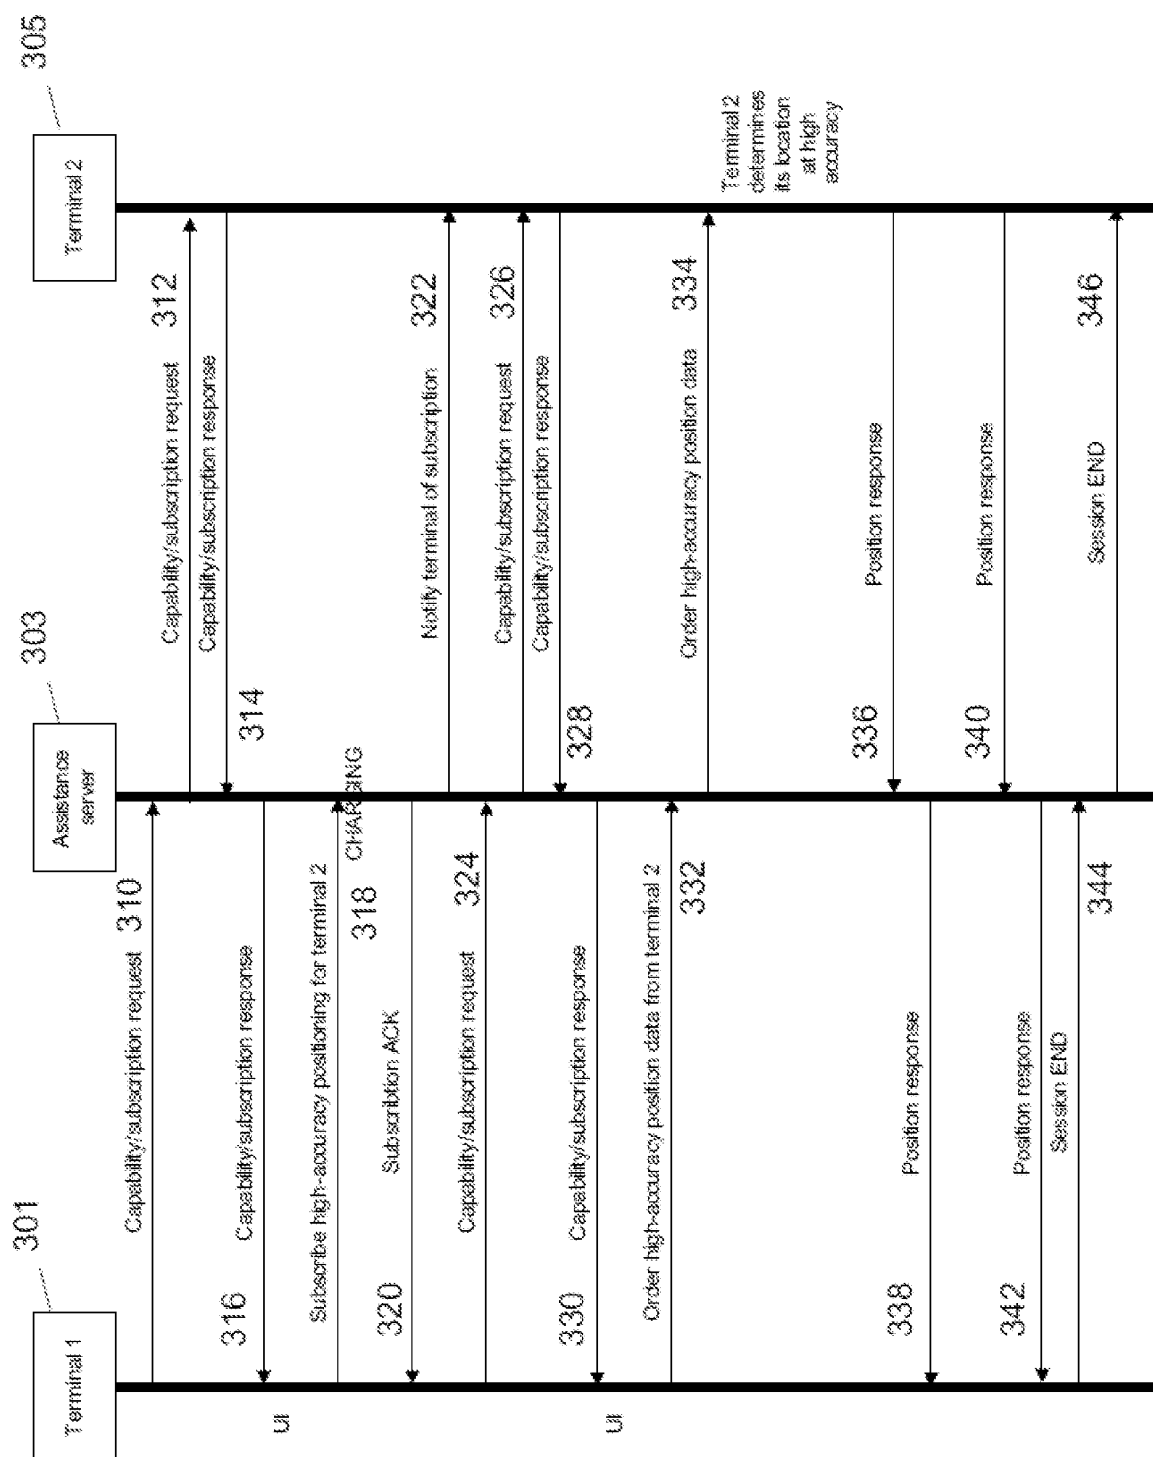 301
Terminal 1
303
Assistance
server
305
Terminal 2
Capability/subscription request
310
Capability/subscription request
312
Capability/subscription response
314
Capability/subscription response
316
UI
Subscribe high-accuracy positioning for terminal 2
318
CHARGING
Subscribtion ACK
320
Notify terminal of subscription
322
Capability/subscription request
324
Capability/subscription request
326
Capability/subscription response
328
Capability/subscription response
330
UI
Order high-accuracy position data from terminal 2
332
Order high-accuracy position data
334
Terminal 2
determines
its location
at high
accuracy
Position response
336
Position response
338
Position response
340
Position response
342
Session END
344
Session END
346